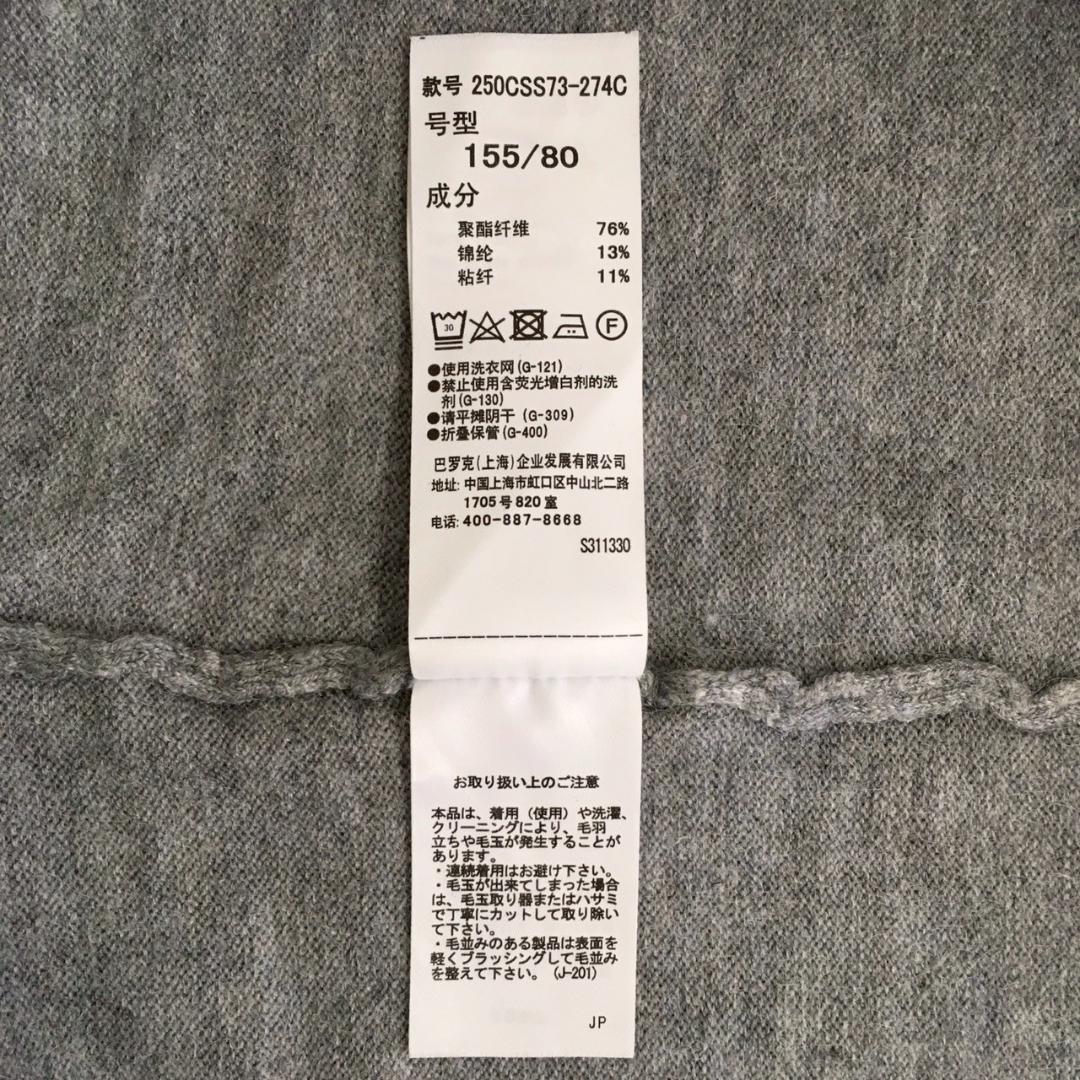 款号 250CSS73-274C
号型
155/80
成分
聚酯纤维 76%
锦纶 13%
粘纤 11%
30
F
●使用洗衣网(G-121)
●禁止使用含荧光增白剂的洗
剂(G-130)
●请平摊阴干 (G-309)
●折叠保管(G-400)
巴罗克(上海)企业发展有限公司
地址: 中国上海市虹口区中山北二路
1705号820室
电话: 400-887-8668
S311330
お取り扱い上のご注意
本品は、着用（使用）や洗濯、
クリーニングにより、毛羽
立ちや毛玉が発生することが
あります。
・連続着用はお避け下さい。
・毛玉が出来てしまった場合
は、毛玉取り器またはハサミ
で丁寧にカットして取り除い
て下さい。
・毛並みのある製品は表面を
軽くブラッシングして毛並み
を整えて下さい。（J-201）
JP